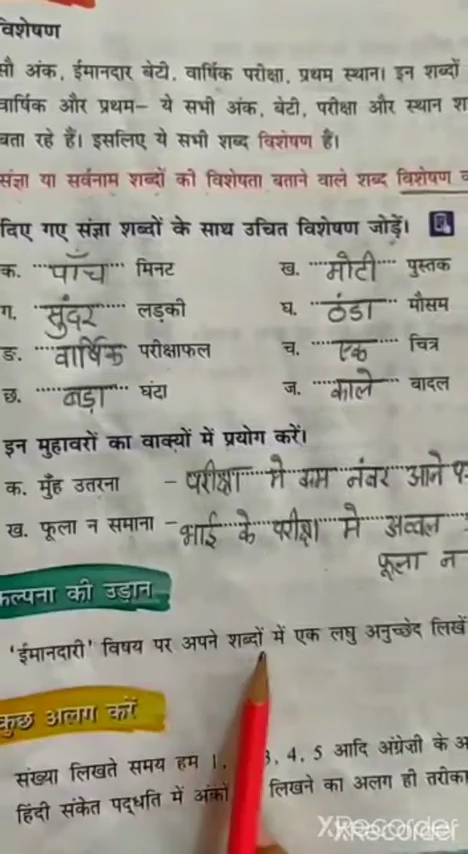 विशेषण
सौ अंक, ईमानदार बेटी, वार्षिक परीक्षा, प्रथम स्थान। इन शब्दों
वार्षिक और प्रथम– ये सभी अंक, बेटी, परीक्षा और स्थान श
बता रहे हैं। इसलिए ये सभी शब्द विशेषण हैं।
संज्ञा या सर्वनाम शब्दों की विशेषता बताने वाले शब्द विशेषण क
दिए गए संज्ञा शब्दों के साथ उचित विशेषण जोड़ें।
क. पाँच मिनट ख. मोटी पुस्तक
ग. सुंदर लड़की घ. ठंडा मौसम
ङ. वार्षिक परीक्षाफल च. एक चित्र
छ. बड़ा घंटा ज. काले बादल
इन मुहावरों का वाक्यों में प्रयोग करें।
क. मुँह उतरना – परीक्षा मे कम नंबर आने प
ख. फूला न समाना – भाई के परीक्षा मे अव्वल
फूला न
कल्पना की उड़ान
'ईमानदारी' विषय पर अपने शब्दों में एक लघु अनुच्छेद लिखें
कुछ अलग करें
संख्या लिखते समय हम 1, 3, 4, 5 आदि अंग्रेज़ी के अ
हिंदी संकेत पद्धति में अंकों लिखने का अलग ही तरीका
XRecorder